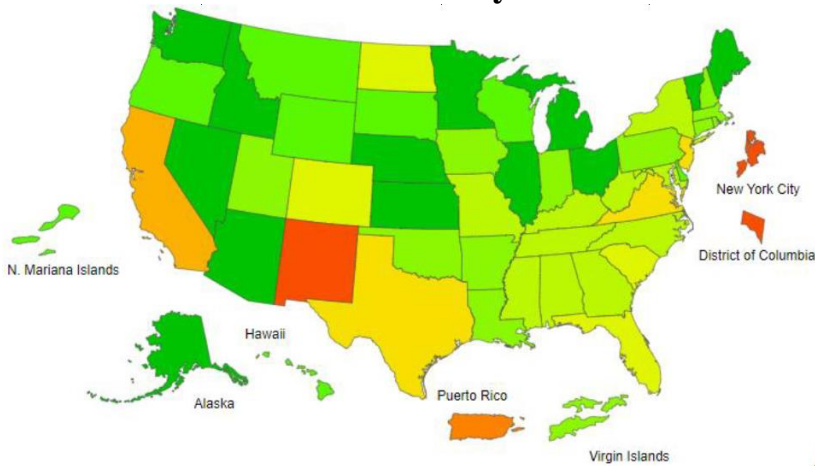 New York City
District of Columbia
N. Mariana Islands
Hawaii
Alaska
Puerto Rico
Virgin Islands